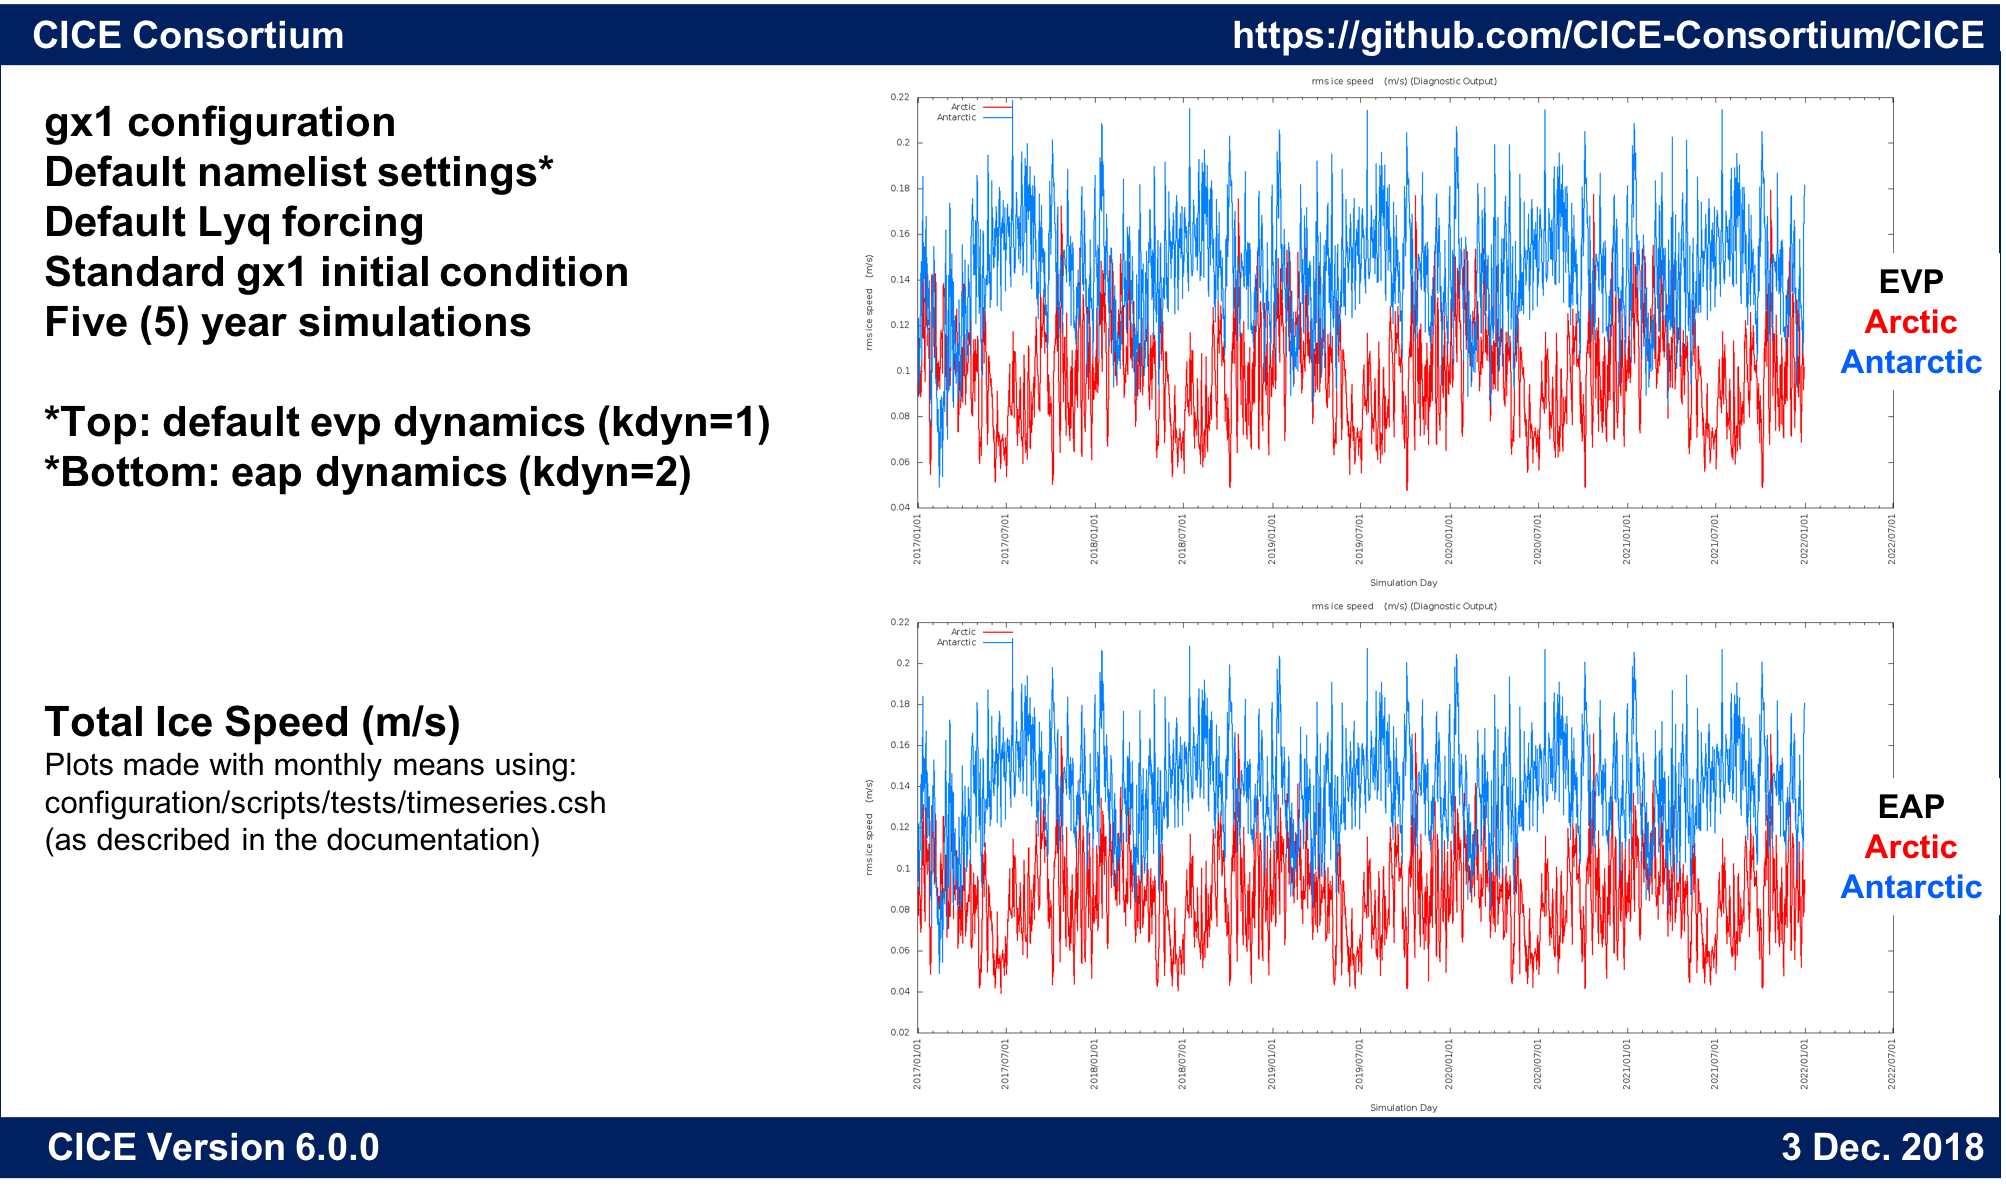 CICE Consortium
https://github.com/CICE-Consortium/CICE
gx1 configuration
Default namelist settings*
Default Lyq forcing
Standard gx1 initial condition
Five (5) year simulations
*Top: default evp dynamics (kdyn=1)
*Bottom: eap dynamics (kdyn=2)
Total Ice Speed (m/s)
Plots made with monthly means using:
configuration/scripts/tests/timeseries.csh
(as described in the documentation)
rms ice speed (m/s) (Diagnostic Output)
Arctic
Antarctic
0.22
0.2
0.18
0.16
0.14
0.12
0.1
0.08
0.06
0.04
rms ice speed (m/s)
2017/01/01
2017/07/01
2018/01/01
2018/07/01
2019/01/01
2019/07/01
2020/01/01
2020/07/01
2021/01/01
2021/07/01
2022/01/01
2022/07/01
Simulation Day
EVP
Arctic
Antarctic
rms ice speed (m/s) (Diagnostic Output)
Arctic
Antarctic
0.22
0.2
0.18
0.16
0.14
0.12
0.1
0.08
0.06
0.04
0.02
rms ice speed (m/s)
2017/01/01
2017/07/01
2018/01/01
2018/07/01
2019/01/01
2019/07/01
2020/01/01
2020/07/01
2021/01/01
2021/07/01
2022/01/01
2022/07/01
Simulation Day
EAP
Arctic
Antarctic
CICE Version 6.0.0
3 Dec. 2018